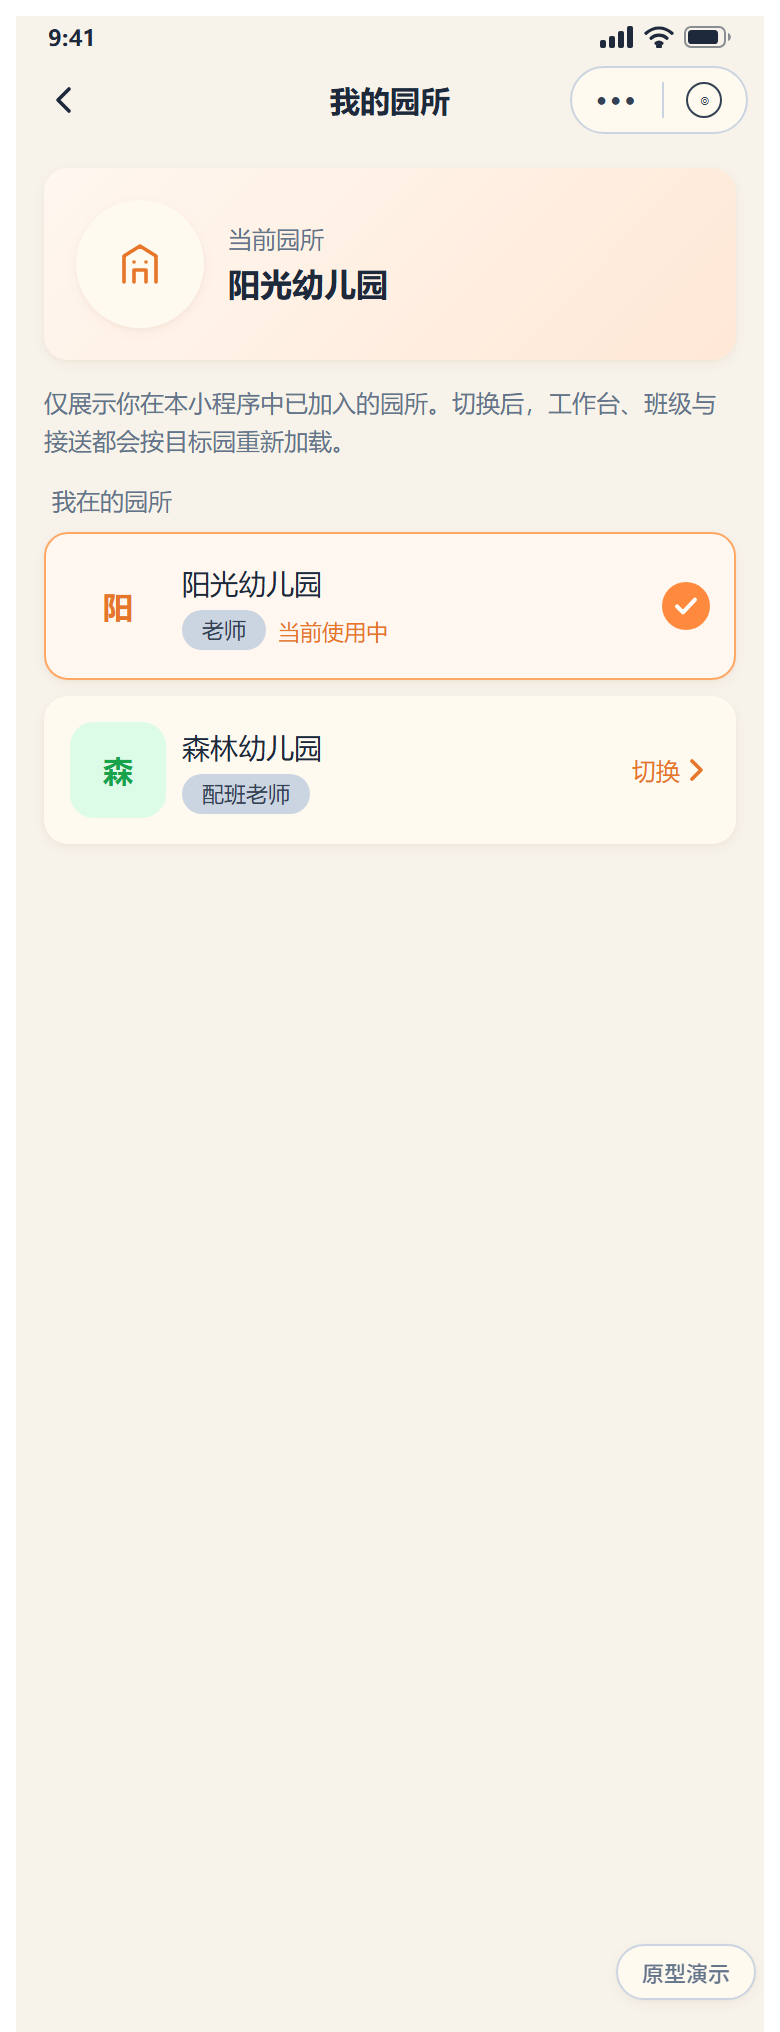 9:41
我的园所
当前园所
阳光幼儿园
仅展示你在本小程序中已加入的园所。切换后，工作台、班级与
接送都会按目标园重新加载。
我在的园所
阳
阳光幼儿园
老师 当前使用中
森
森林幼儿园
配班老师
切换
原型演示